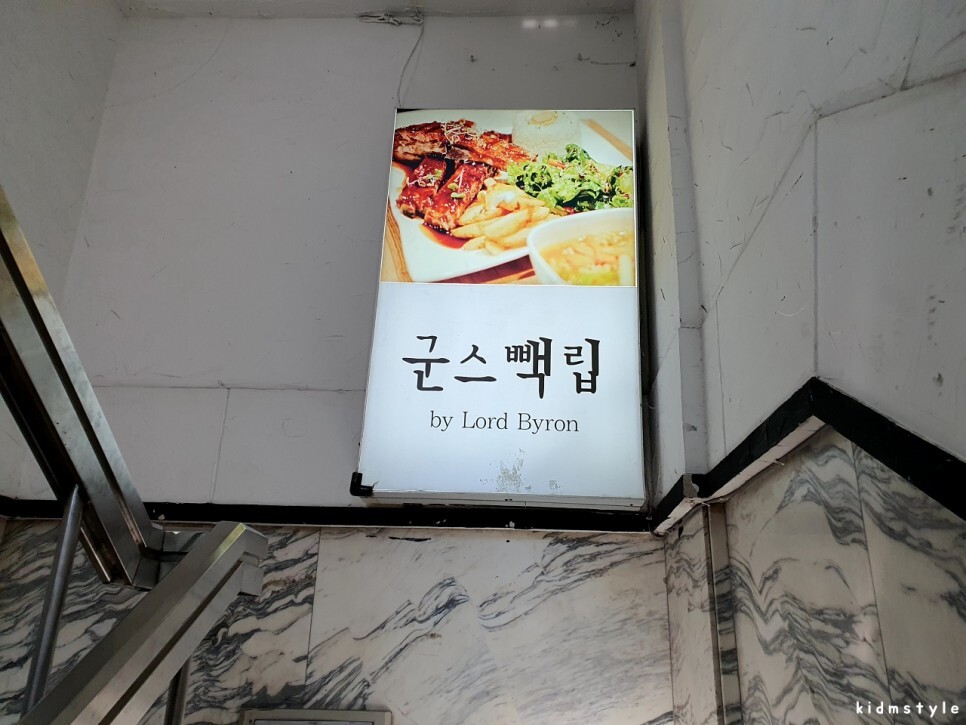 군스빽립
by Lord Byron
kidmstyle